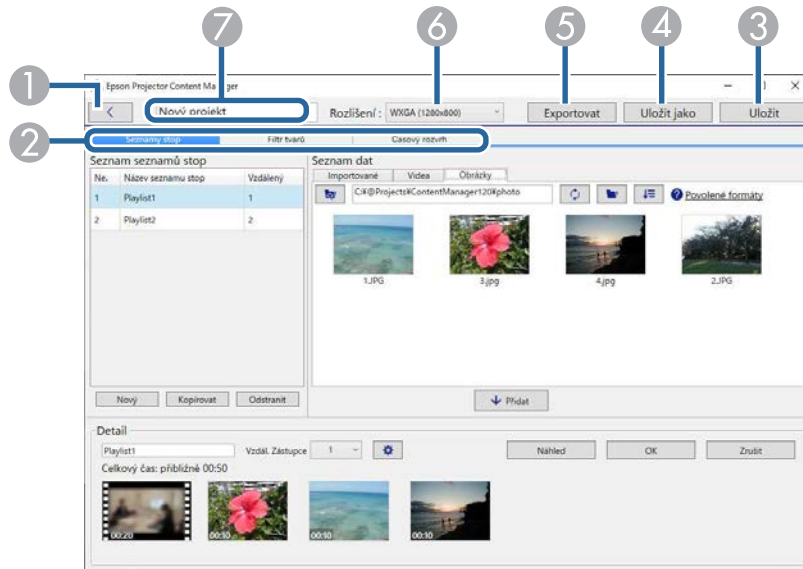 7 6 5 4 3
1
Epson Projector Content Manager
Nový projekt Rozlišení : WXGA (1280x800) Exportovat Uložit jako Uložit
2
Seznamy stop Filtr tvarů Časový rozvrh
Seznam seznamů stop Seznam dat
Ne. Název seznamu stop Vzdálený Importované Videa Obrázky
1 Playlist1 1 C:¥@Projects¥ContentManager120¥photo Povolené formáty
2 Playlist2 2
1.JPG 3.jpg 4.jpg 2.JPG
Nový Kopírovat Odstranit Přidat
Detail
Playlist1 Vzdál. Zástupce 1 Náhled OK Zrušit
Celkový čas: přibližně 00:50
00:20 00:10 00:10 00:10